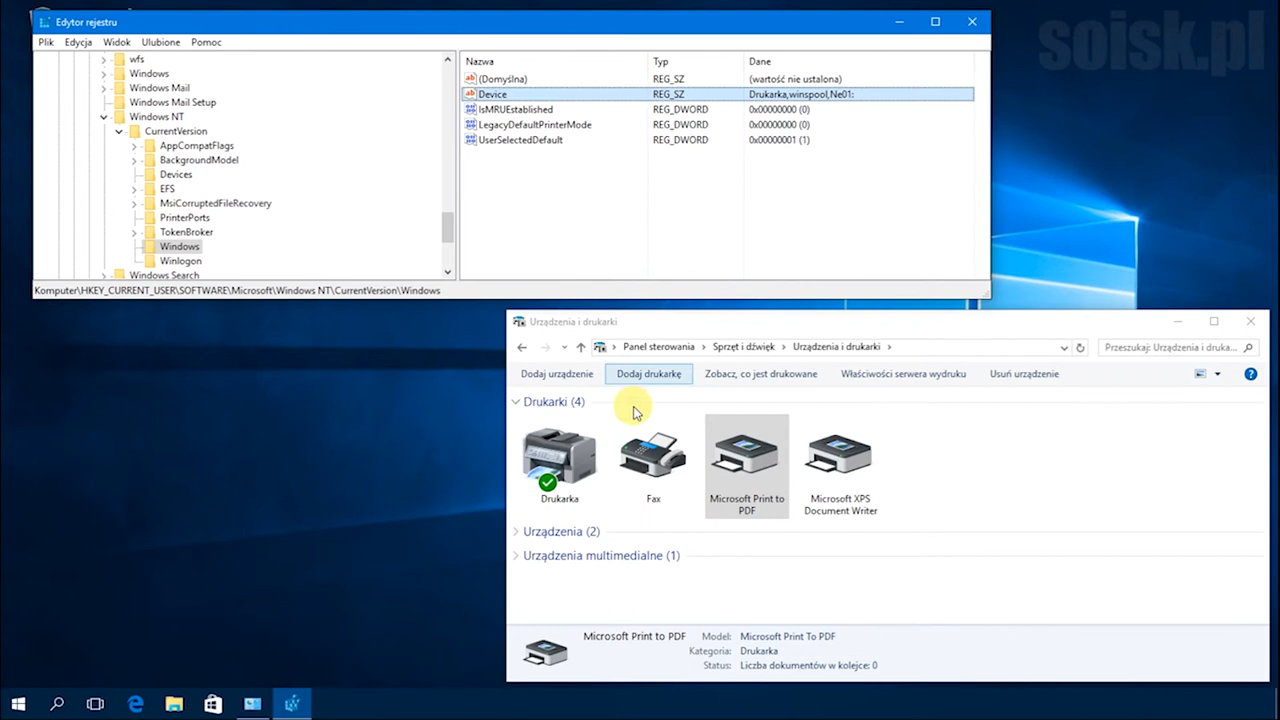 soisk.pl
Edytor rejestru
Plik Edycja Widok Ulubione Pomoc
wfs
Windows
Windows Mail
Windows Mail Setup
Windows NT
CurrentVersion
AppCompatFlags
BackgroundModel
Devices
EFS
MsiCorruptedFileRecovery
PrinterPorts
TokenBroker
Windows
Winlogon
Windows Search
Nazwa Typ Dane
(Domyślna) REG_SZ (wartość nie ustalona)
Device REG_SZ Drukarka,winspool,Ne01:
IsMRUEstablished REG_DWORD 0x00000000 (0)
LegacyDefaultPrinterMode REG_DWORD 0x00000000 (0)
UserSelectedDefault REG_DWORD 0x00000001 (1)
Komputer\HKEY_CURRENT_USER\SOFTWARE\Microsoft\Windows NT\CurrentVersion\Windows
Urządzenia i drukarki
Panel sterowania Sprzęt i dźwięk Urządzenia i drukarki
Przeszukaj: Urządzenia i druka...
Dodaj urządzenie Dodaj drukarkę Zobacz, co jest drukowane Właściwości serwera wydruku Usuń urządzenie
Drukarki (4)
Drukarka
Fax
Microsoft Print to
PDF
Microsoft XPS
Document Writer
Urządzenia (2)
Urządzenia multimedialne (1)
Microsoft Print to PDF
Model: Microsoft Print To PDF
Kategoria: Drukarka
Status: Liczba dokumentów w kolejce: 0